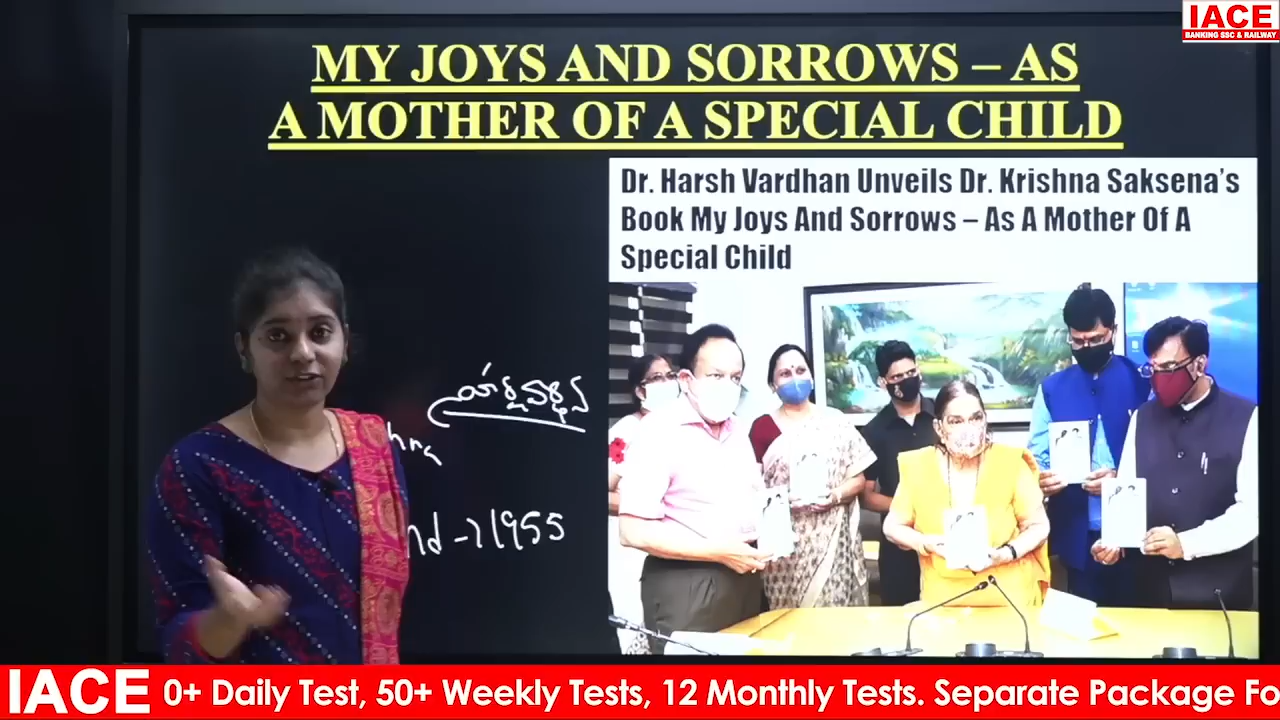 IACE
BANKING SSC & RAILWAY
MY JOYS AND SORROWS – AS
A MOTHER OF A SPECIAL CHILD
Dr. Harsh Vardhan Unveils Dr. Krishna Saksena’s
Book My Joys And Sorrows – As A Mother Of A
Special Child
hna
nd - 1955
IACE 0+ Daily Test, 50+ Weekly Tests, 12 Monthly Tests. Separate Package Fo